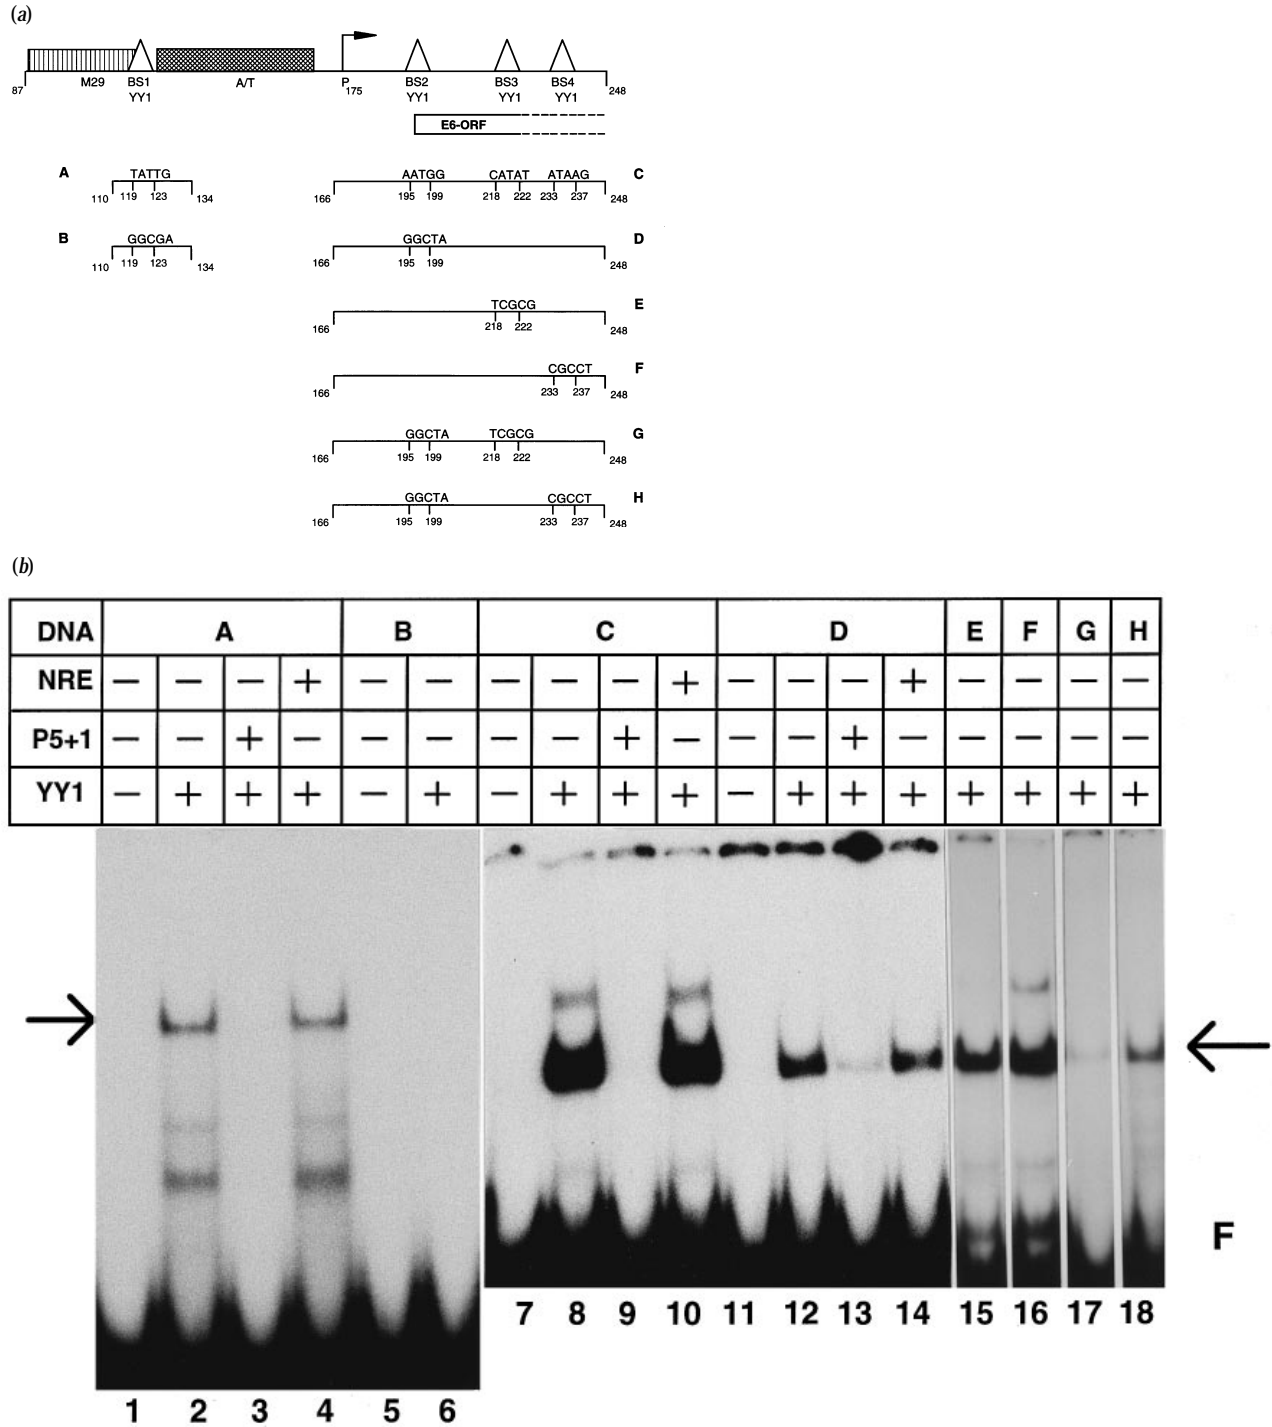 (a)
M29 BS1 A/T P 175 BS2 BS3 BS4
87 YY1 YY1 YY1 YY1 248
E6-ORF
A TATTG AATGG CATAT ATAAG C
110 119 123 134 166 195 199 218 222 233 237 248
B GGCGA GGCTA D
110 119 123 134 166 195 199 248
TCGCG E
166 218 222 248
CGCCT F
166 233 237 248
GGCTA TCGCG G
166 195 199 218 222 248
GGCTA CGCCT H
166 195 199 233 237 248
(b)
DNA A B C D E F G H
NRE − − − + − − − − − + − − − + − − − −
P5+1 − − + − − − − − + − − − + − − − − −
YY1 − + + + − + − + + + − + + + + + + +
F
7 8 9 10 11 12 13 14 15 16 17 18
1 2 3 4 5 6